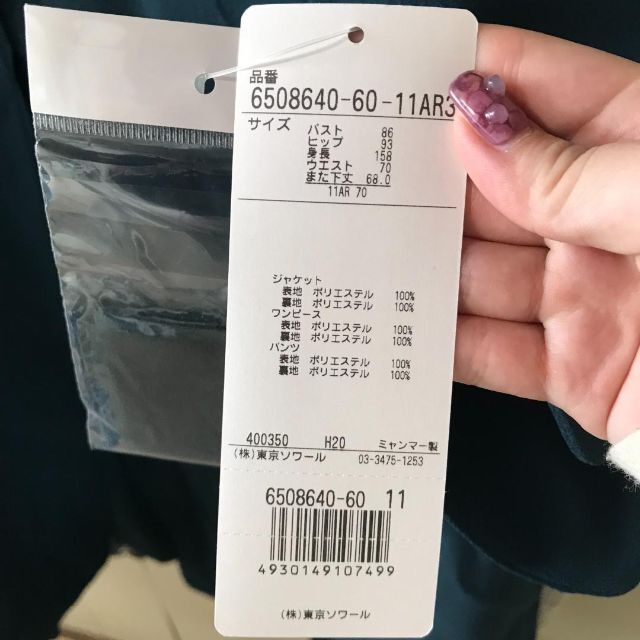 品番
6508640-60-11AR3
サイズ バスト 86
ヒップ 93
身長 158
ウエスト 70
また下丈 68.0
11AR 70
ジャケット
表地 ポリエステル 100%
裏地 ポリエステル 100%
ワンピース
表地 ポリエステル 100%
裏地 ポリエステル 100%
パンツ
表地 ポリエステル 100%
裏地 ポリエステル 100%
400350 H20 ミャンマー製
(株)東京ソワール 03-3475-1253
6508640-60 11
4930149107499
(株)東京ソワール